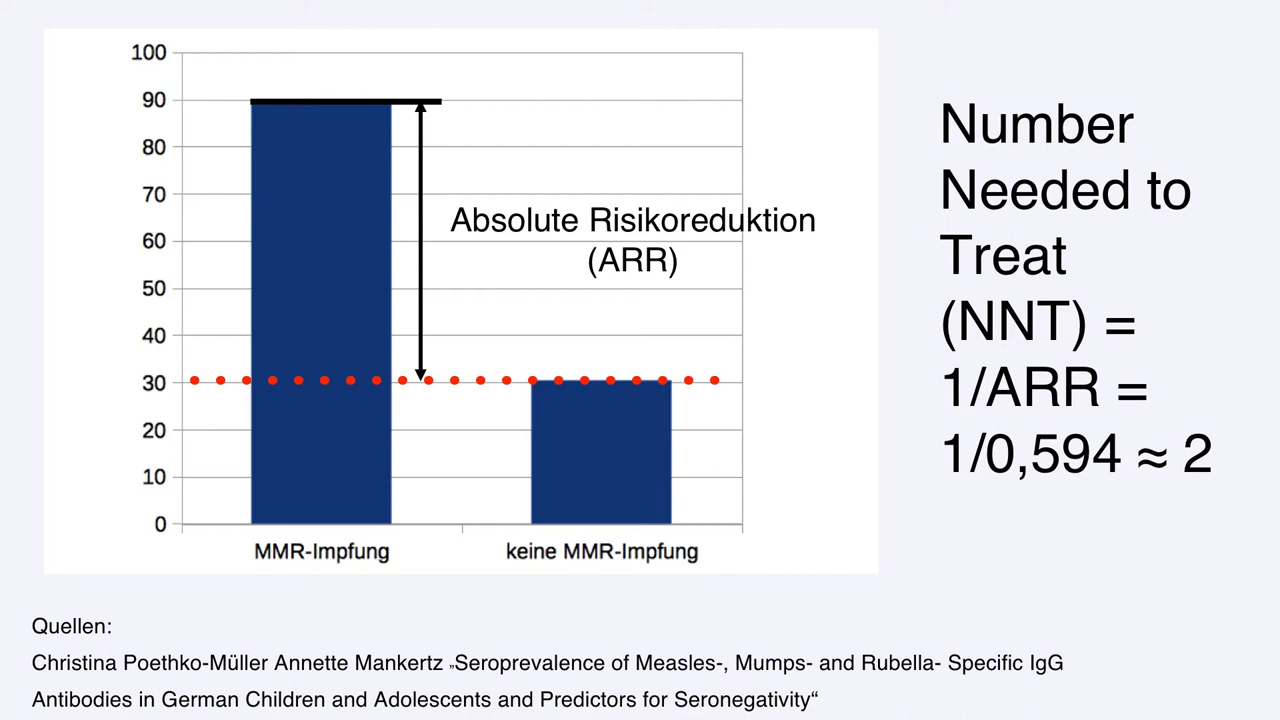 100
90
80
70
60
50
40
30
20
10
0
Absolute Risikoreduktion
(ARR)
MMR-Impfung
keine MMR-Impfung
Number
Needed to
Treat
(NNT) =
1/ARR =
1/0,594 ≈ 2
Quellen:
Christina Poethko-Müller Annette Mankertz „Seroprevalence of Measles-, Mumps- and Rubella- Specific IgG
Antibodies in German Children and Adolescents and Predictors for Seronegativity“